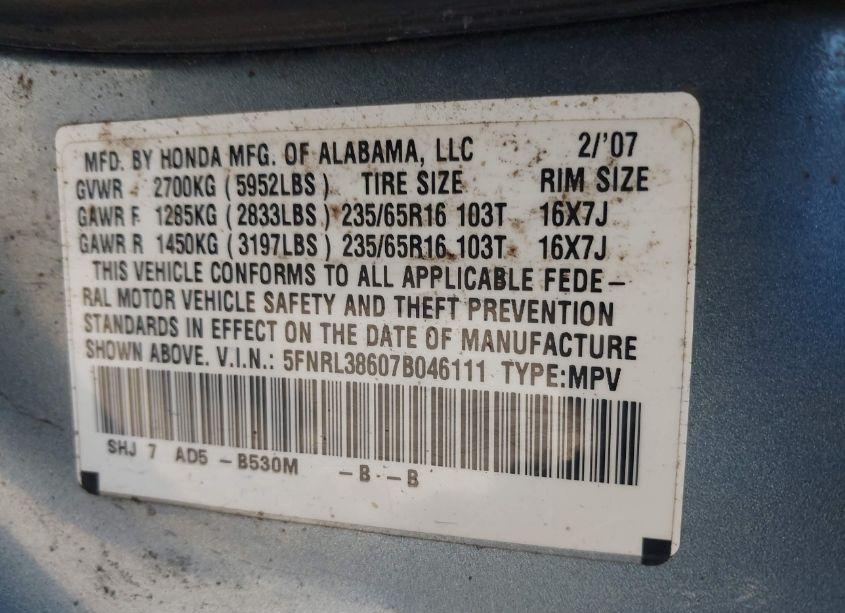 MFD. BY HONDA MFG. OF ALABAMA, LLC 2/'07
GVWR - 2700KG ( 5952LBS ) TIRE SIZE RIM SIZE
GAWR F 1285KG ( 2833LBS ) 235/65R16 103T 16X7J
GAWR R 1450KG ( 3197LBS ) 235/65R16 103T 16X7J
THIS VEHICLE CONFORMS TO ALL APPLICABLE FEDE-
RAL MOTOR VEHICLE SAFETY AND THEFT PREVENTION
STANDARDS IN EFFECT ON THE DATE OF MANUFACTURE
SHOWN ABOVE. V.I.N.: 5FNRL38607B046111 TYPE:MPV
SHJ 7 AD5 - B530M - B - B